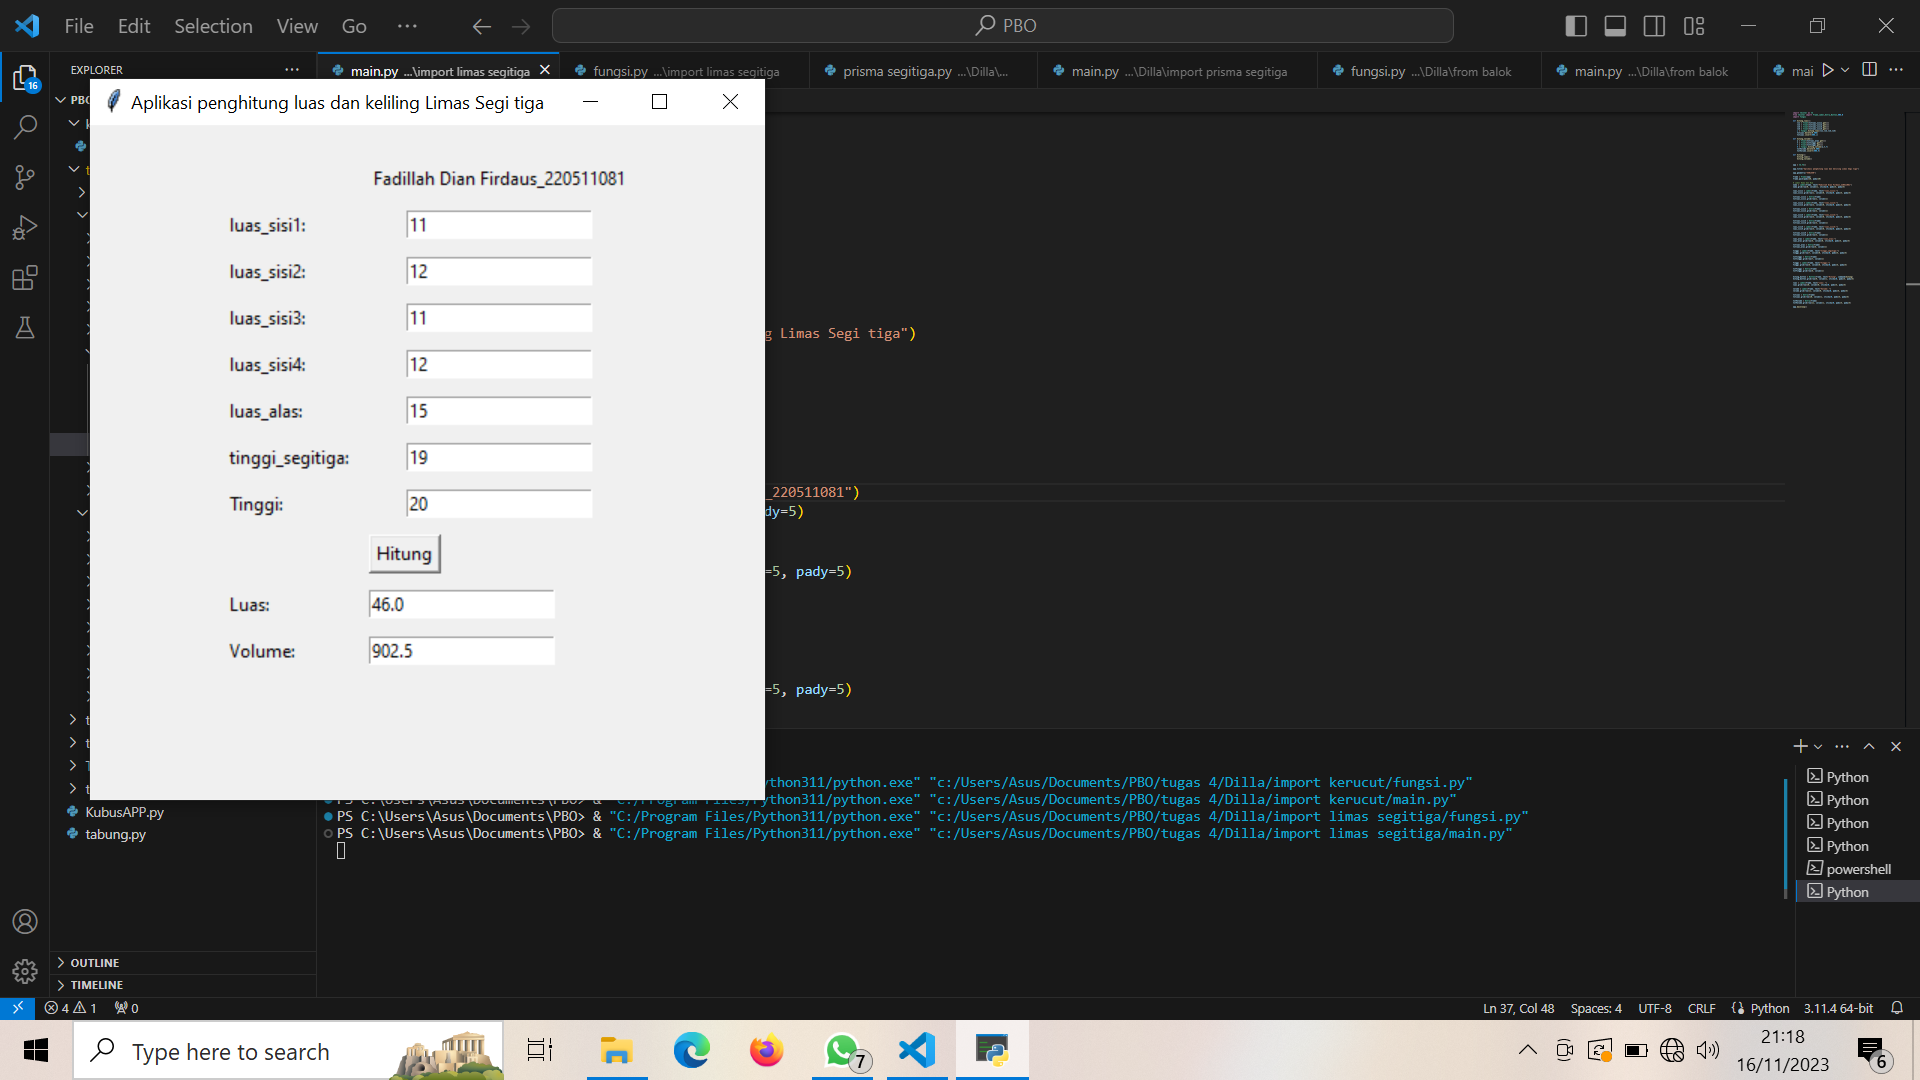 File Edit Selection View Go ··· PBO
EXPLORER ···
main.py ...\import limas segitiga
fungsi.py ...\import limas segitiga
prisma segitiga.py ...\Dilla\...
main.py ...\Dilla\import prisma segitiga
fungsi.py ...\Dilla\from balok
main.py ...\Dilla\from balok
mai
16
PBO
Aplikasi penghitung luas dan keliling Limas Segi tiga
Fadillah Dian Firdaus_220511081
luas_sisi1: 11
luas_sisi2: 12
luas_sisi3: 11
luas_sisi4: 12
luas_alas: 15
tinggi_segitiga: 19
Tinggi: 20
Hitung
Luas: 46.0
Volume: 902.5
g Limas Segi tiga")
_220511081")
dy=5)
=5, pady=5)
=5, pady=5)
KubusAPP.py
tabung.py
ython311/python.exe" "c:/Users/Asus/Documents/PBO/tugas 4/Dilla/import kerucut/fungsi.py"
PS C:\Users\Asus\Documents\PBO> & "C:/Program Files/Python311/python.exe" "c:/Users/Asus/Documents/PBO/tugas 4/Dilla/import kerucut/main.py"
PS C:\Users\Asus\Documents\PBO> & "C:/Program Files/Python311/python.exe" "c:/Users/Asus/Documents/PBO/tugas 4/Dilla/import limas segitiga/fungsi.py"
PS C:\Users\Asus\Documents\PBO> & "C:/Program Files/Python311/python.exe" "c:/Users/Asus/Documents/PBO/tugas 4/Dilla/import limas segitiga/main.py"
Python
Python
Python
Python
powershell
Python
OUTLINE
TIMELINE
4 1 0
Ln 37, Col 48 Spaces: 4 UTF-8 CRLF Python 3.11.4 64-bit
Type here to search
7
21:18
16/11/2023
6